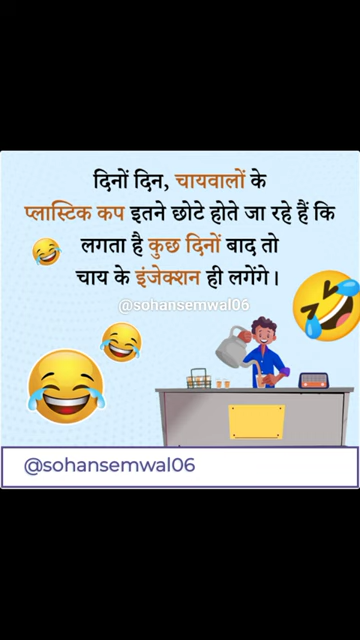 दिनों दिन, चायवालों के
प्लास्टिक कप इतने छोटे होते जा रहे हैं कि
लगता है कुछ दिनों बाद तो
चाय के इंजेक्शन ही लगेंगे।
@sohansemwal06
@sohansemwal06